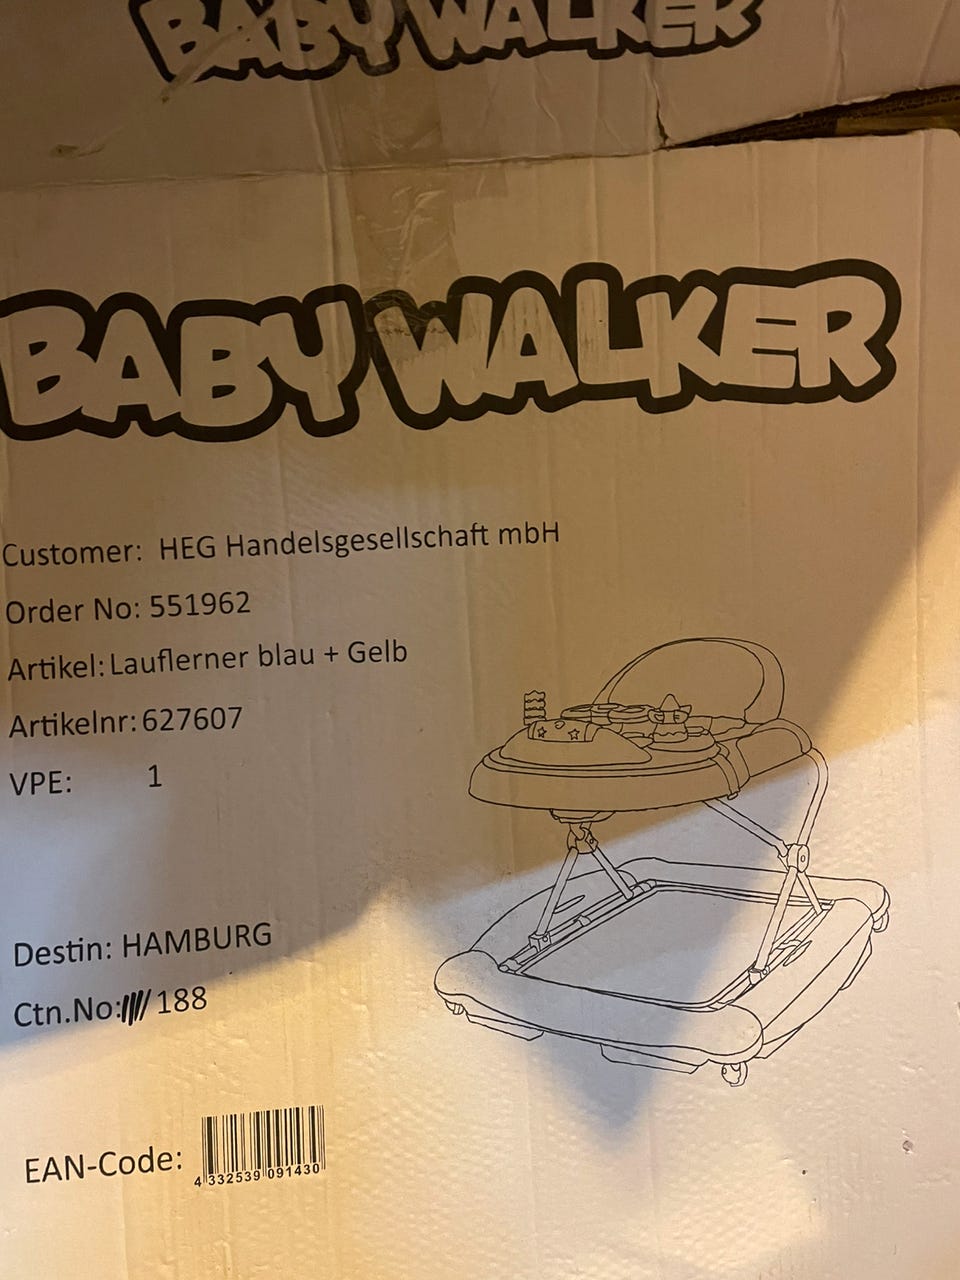 BABY WALKER
BABY WALKER
Customer: HEG Handelsgesellschaft mbH
Order No: 551962
Artikel: Lauflerner blau + Gelb
Artikelnr: 627607
VPE: 1
Destin: HAMBURG
Ctn.No: / 188
EAN-Code:
4 332539 091430